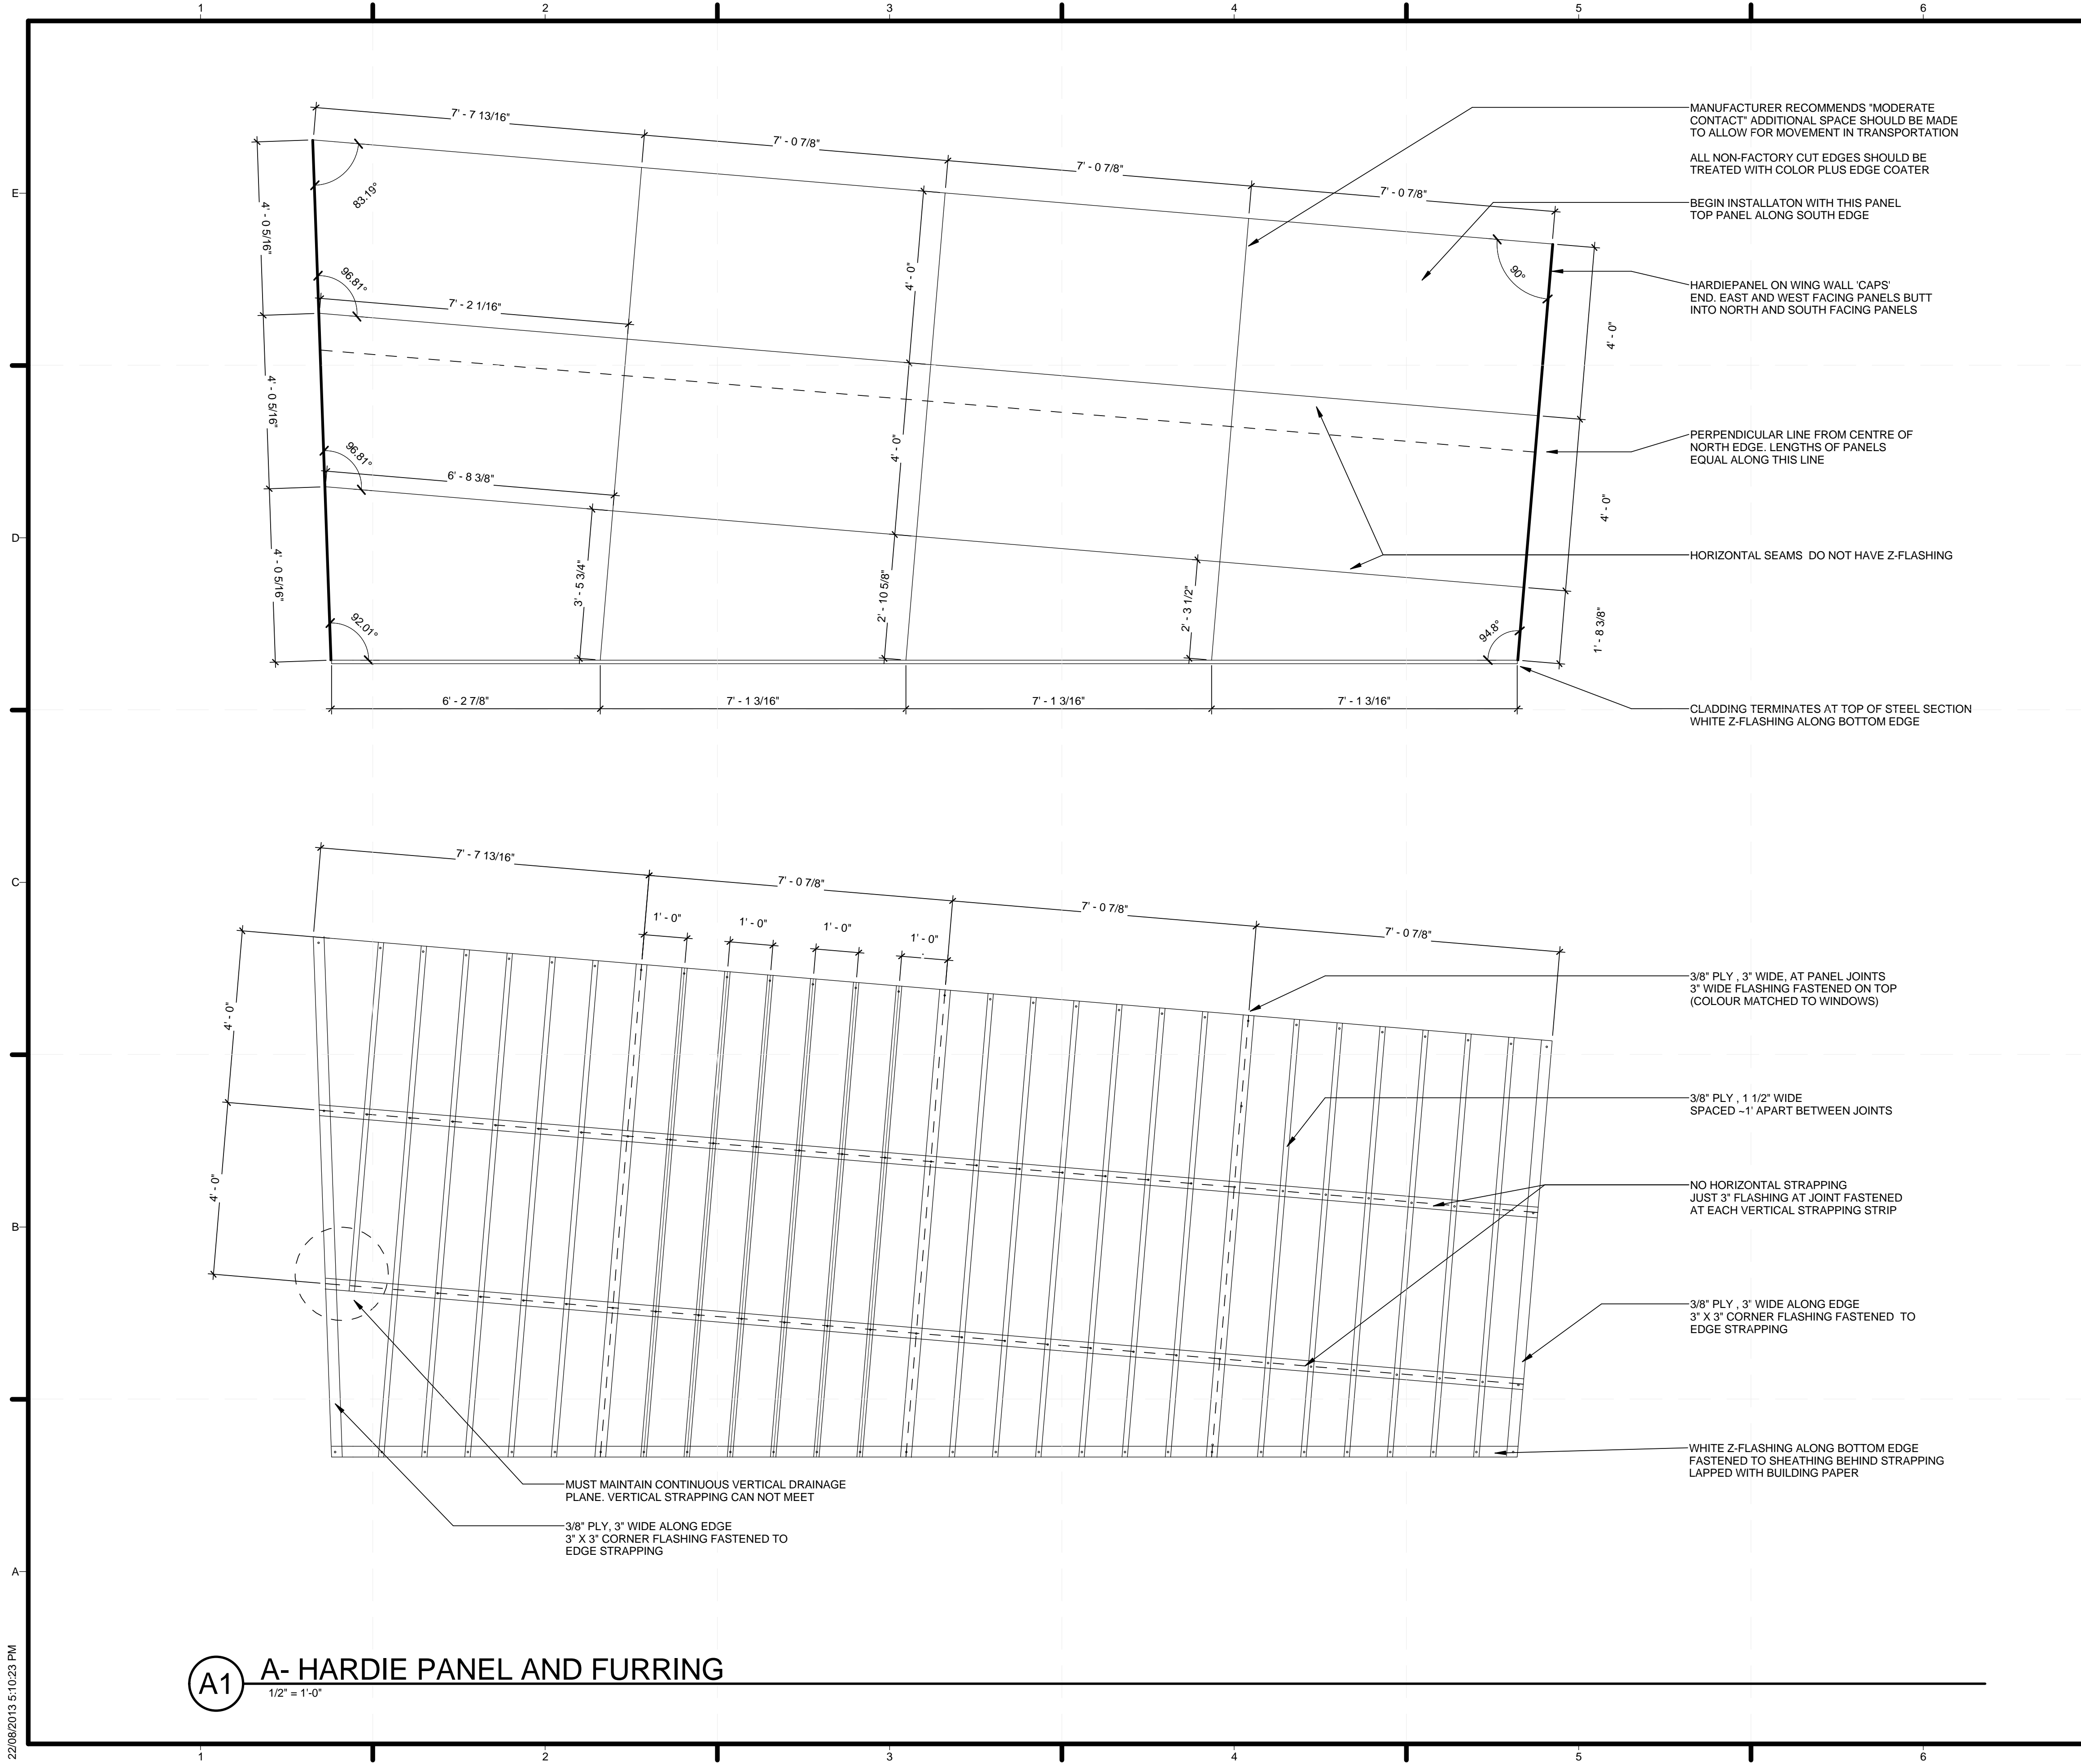 1 2 3 4 5 6
7' - 7 13/16"
7' - 0 7/8"
7' - 0 7/8"
7' - 0 7/8"
MANUFACTURER RECOMMENDS "MODERATE
CONTACT" ADDITIONAL SPACE SHOULD BE MADE
TO ALLOW FOR MOVEMENT IN TRANSPORTATION
ALL NON-FACTORY CUT EDGES SHOULD BE
TREATED WITH COLOR PLUS EDGE COATER
E
83.19°
BEGIN INSTALLATON WITH THIS PANEL
TOP PANEL ALONG SOUTH EDGE
4' - 0 5/16"
96.81°
4' - 0"
90°
HARDIEPANEL ON WING WALL 'CAPS'
END. EAST AND WEST FACING PANELS BUTT
INTO NORTH AND SOUTH FACING PANELS
7' - 2 1/16"
4' - 0"
4' - 0 5/16"
96.81°
4' - 0"
PERPENDICULAR LINE FROM CENTRE OF
NORTH EDGE. LENGTHS OF PANELS
EQUAL ALONG THIS LINE
6' - 8 3/8"
4' - 0"
D
4' - 0 5/16"
3' - 5 3/4"
2' - 10 5/8"
2' - 3 1/2"
HORIZONTAL SEAMS DO NOT HAVE Z-FLASHING
92.01°
94.8°
1' - 8 3/8"
6' - 2 7/8"
7' - 1 3/16"
7' - 1 3/16"
7' - 1 3/16"
CLADDING TERMINATES AT TOP OF STEEL SECTION
WHITE Z-FLASHING ALONG BOTTOM EDGE
7' - 7 13/16"
C
7' - 0 7/8"
7' - 0 7/8"
7' - 0 7/8"
1' - 0"
1' - 0"
1' - 0"
1' - 0"
3/8" PLY , 3" WIDE, AT PANEL JOINTS
3" WIDE FLASHING FASTENED ON TOP
(COLOUR MATCHED TO WINDOWS)
4' - 0"
3/8" PLY , 1 1/2" WIDE
SPACED ~1' APART BETWEEN JOINTS
4' - 0"
NO HORIZONTAL STRAPPING
JUST 3" FLASHING AT JOINT FASTENED
AT EACH VERTICAL STRAPPING STRIP
B
3/8" PLY , 3" WIDE ALONG EDGE
3" X 3" CORNER FLASHING FASTENED TO
EDGE STRAPPING
WHITE Z-FLASHING ALONG BOTTOM EDGE
FASTENED TO SHEATHING BEHIND STRAPPING
LAPPED WITH BUILDING PAPER
MUST MAINTAIN CONTINUOUS VERTICAL DRAINAGE
PLANE. VERTICAL STRAPPING CAN NOT MEET
3/8" PLY, 3" WIDE ALONG EDGE
3" X 3" CORNER FLASHING FASTENED TO
EDGE STRAPPING
A
A1
A- HARDIE PANEL AND FURRING
1/2" = 1'-0"
22/08/2013 5:10:23 PM
1 2 3 4 5 6